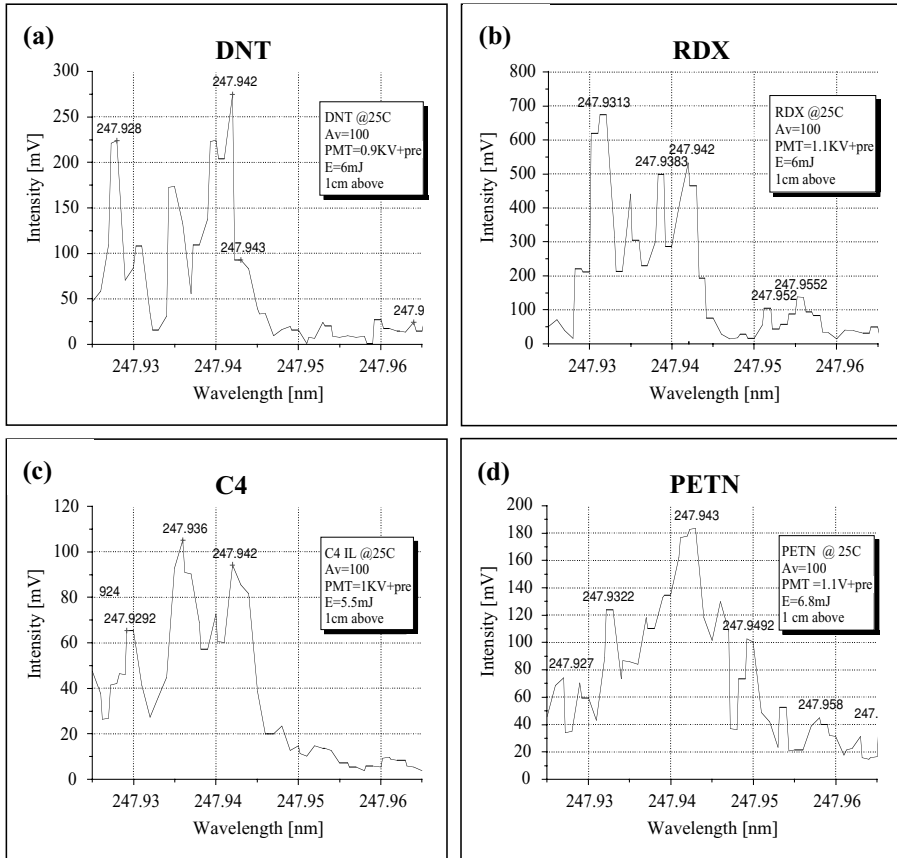 (a)
DNT
300
250
200
150
100
50
0
Intensity [mV]
247.928
247.942
247.943
247.9
DNT @25C
Av=100
PMT=0.9KV+pre
E=6mJ
1cm above
247.93 247.94 247.95 247.96
Wavelength [nm]
(b)
RDX
800
700
600
500
400
300
200
100
0
Intensity [mV]
247.9313
247.9383
247.942
247.952
247.9552
RDX @25C
Av=100
PMT=1.1KV+pre
E=6mJ
1cm above
247.93 247.94 247.95 247.96
Wavelength [nm]
(c)
C4
120
100
80
60
40
20
0
Intensity [mV]
924
247.9292
247.936
247.942
C4 IL @25C
Av=100
PMT=1KV+pre
E=5.5mJ
1cm above
247.93 247.94 247.95 247.96
Wavelength [nm]
(d)
PETN
200
180
160
140
120
100
80
60
40
20
0
Intensity [mV]
247.927
247.9322
247.943
247.9492
247.958
247.
PETN @ 25C
Av=100
PMT =1.1V+pre
E=6.8mJ
1 cm above
247.93 247.94 247.95 247.96
Wavelength [nm]